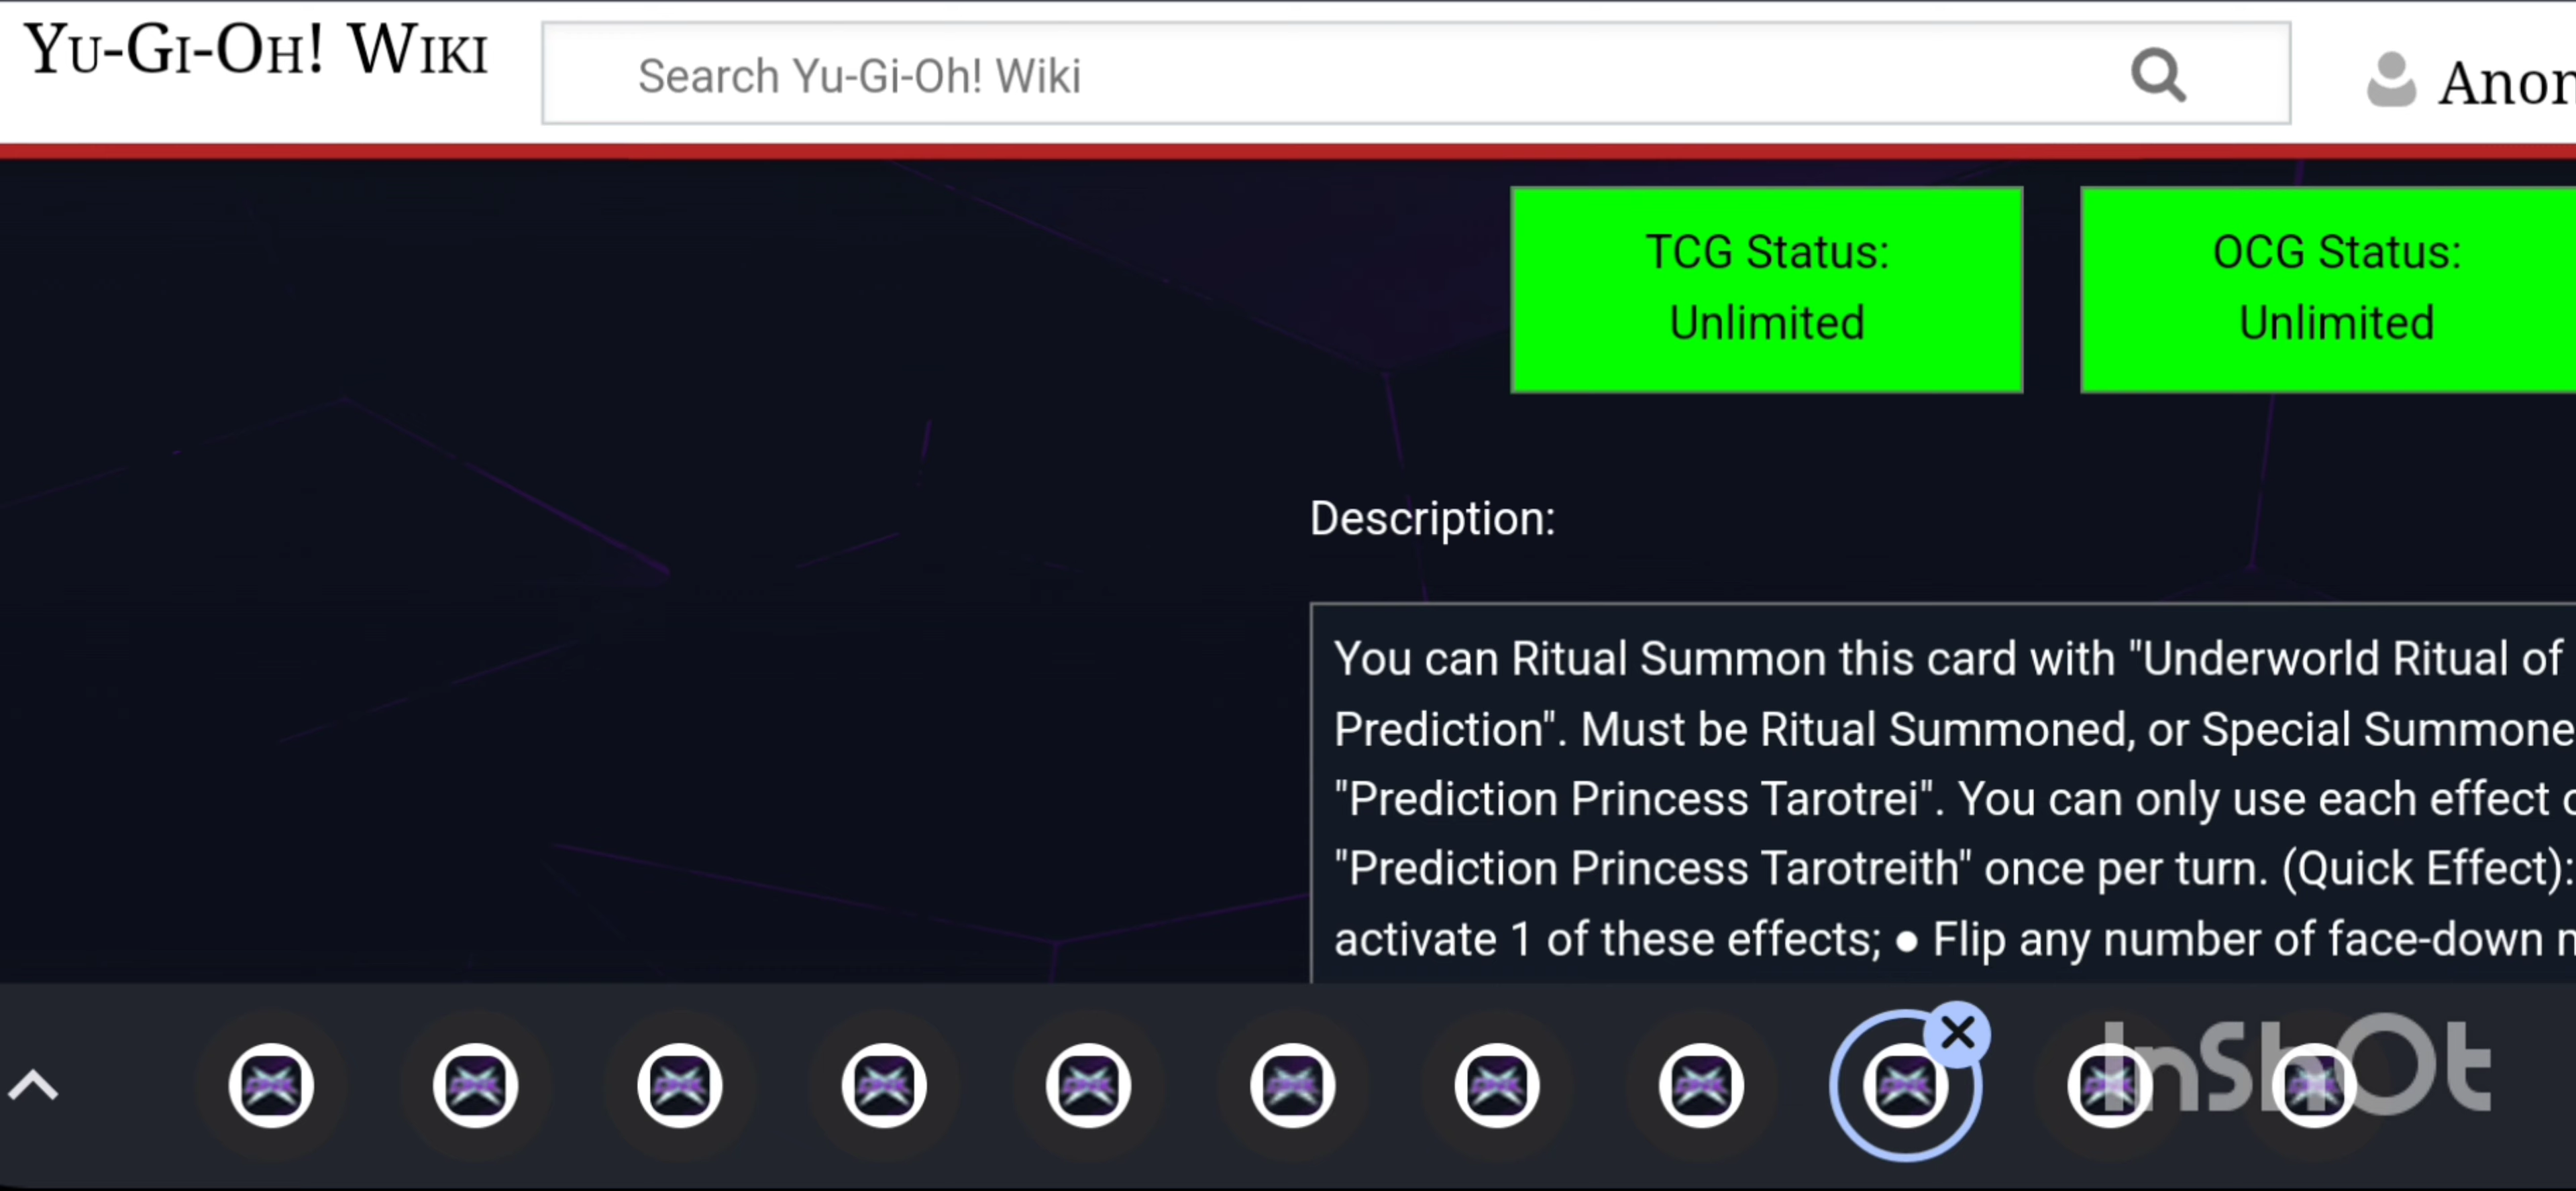 Yu-Gi-Oh! Wiki
Search Yu-Gi-Oh! Wiki
TCG Status:
Unlimited
OCG Status:
Unlimited
Description:
You can Ritual Summon this card with "Underworld Ritual of
Prediction". Must be Ritual Summoned, or Special Summone
"Prediction Princess Tarotrei". You can only use each effect
"Prediction Princess Tarotreith" once per turn. (Quick Effect):
activate 1 of these effects; ● Flip any number of face-down
InShOt